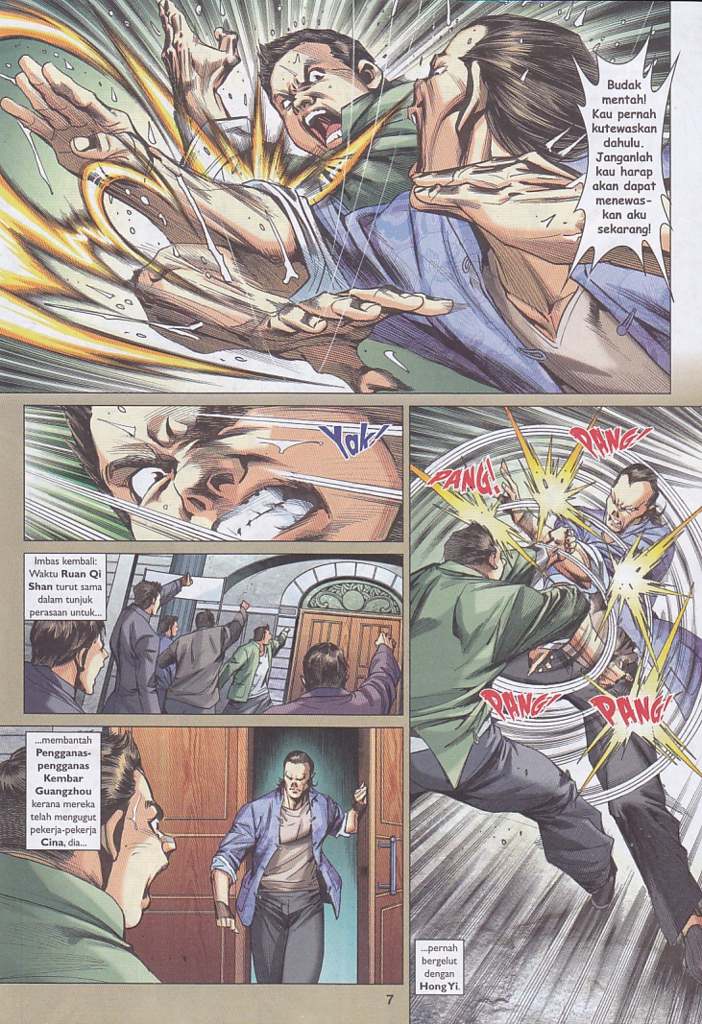 Budak
mentah!
Kau pernah
kutewaskan
dahulu.
Janganlah
kau harap
akan dapat
menewas-
kan aku
sekarang!
Yak!
PANG!
PANG!
PANG!
PANG!
Imbas kembali:
Waktu Ruan Qi
Shan turut sama
dalam tunjuk
perasaan untuk...
...membantah
Pengganas-
pengganas
Kembar
Guangzhou
kerana mereka
telah mengugut
pekerja-pekerja
Cina, dia...
...pernah
bergelut
dengan
Hong Yi.
7